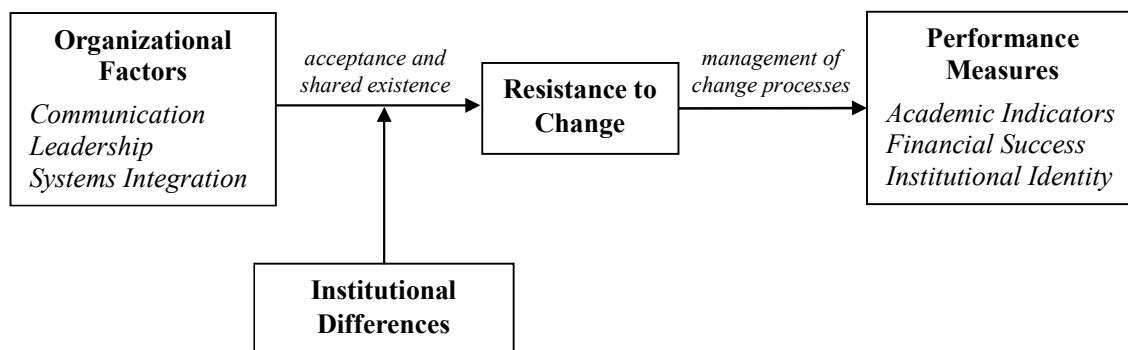 Organizational
Factors
Communication
Leadership
Systems Integration
acceptance and
shared existence
Resistance to
Change
management of
change processes
Performance
Measures
Academic Indicators
Financial Success
Institutional Identity
Institutional
Differences